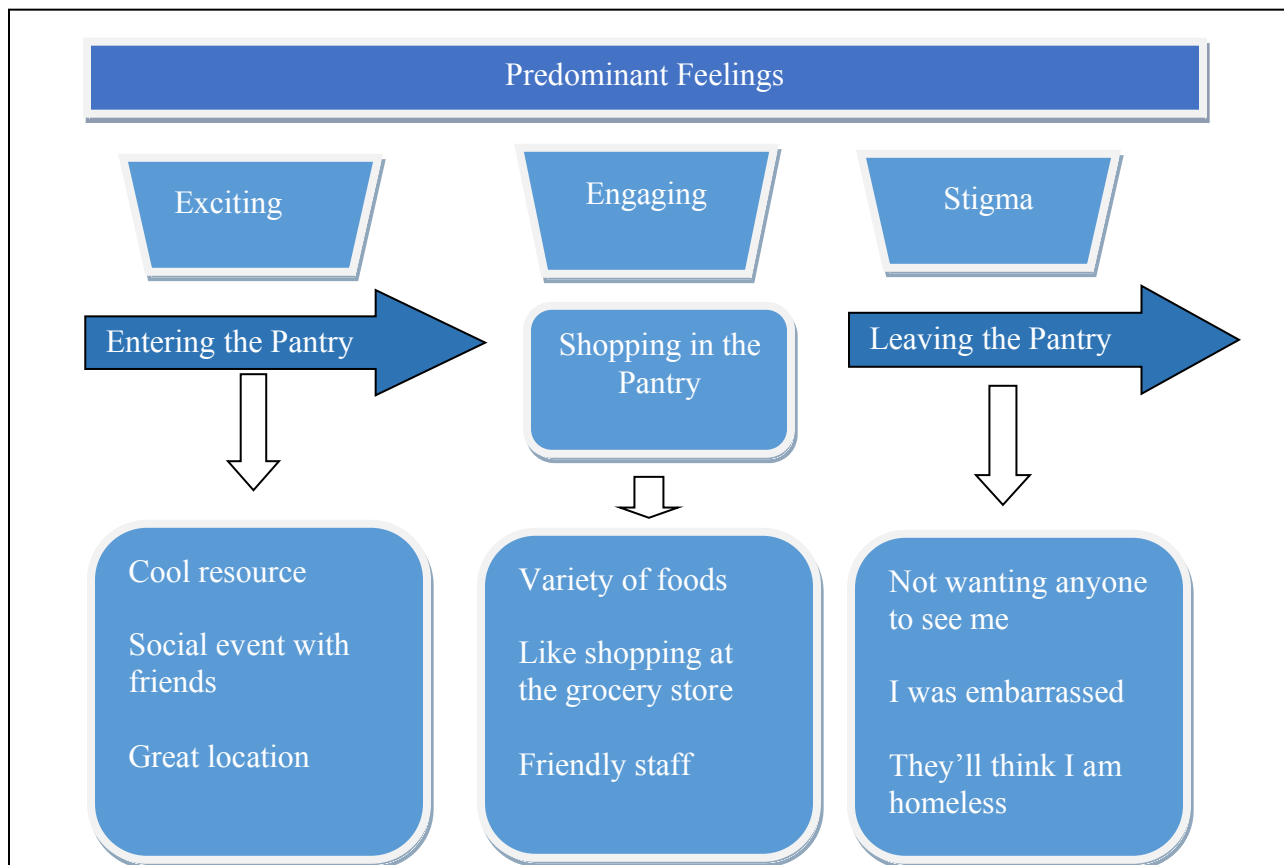 Predominant Feelings
Exciting
Engaging
Stigma
Entering the Pantry
Shopping in the
Pantry
Leaving the Pantry
Cool resource
Social event with
friends
Great location
Variety of foods
Like shopping at
the grocery store
Friendly staff
Not wanting anyone
to see me
I was embarrassed
They’ll think I am
homeless